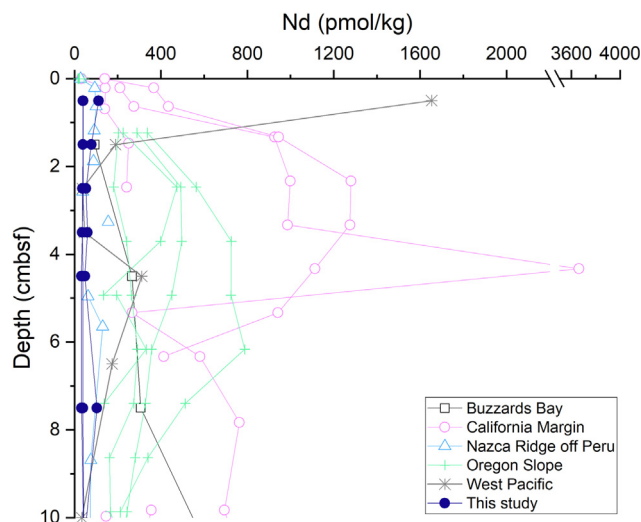 Nd (pmol/kg)
0 400 800 1200 1600 2000 3600 4000
Depth (cmbsf)
0
2
4
6
8
10
Buzzards Bay
California Margin
Nazca Ridge off Peru
Oregon Slope
West Pacific
This study